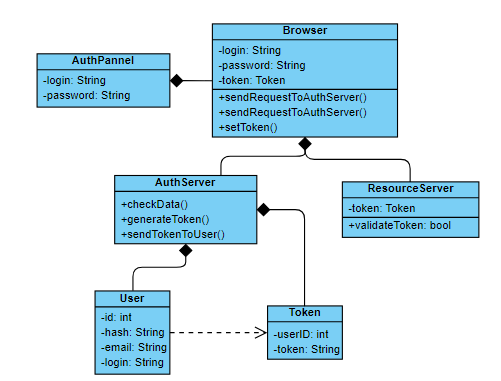 Browser
-login: String
-password: String
-token: Token
+sendRequestToAuthServer()
+sendRequestToAuthServer()
+setToken()
AuthPannel
-login: String
-password: String
AuthServer
+checkData()
+generateToken()
+sendTokenToUser()
ResourceServer
-token: Token
+validateToken: bool
User
-id: int
-hash: String
-email: String
-login: String
Token
-userID: int
-token: String